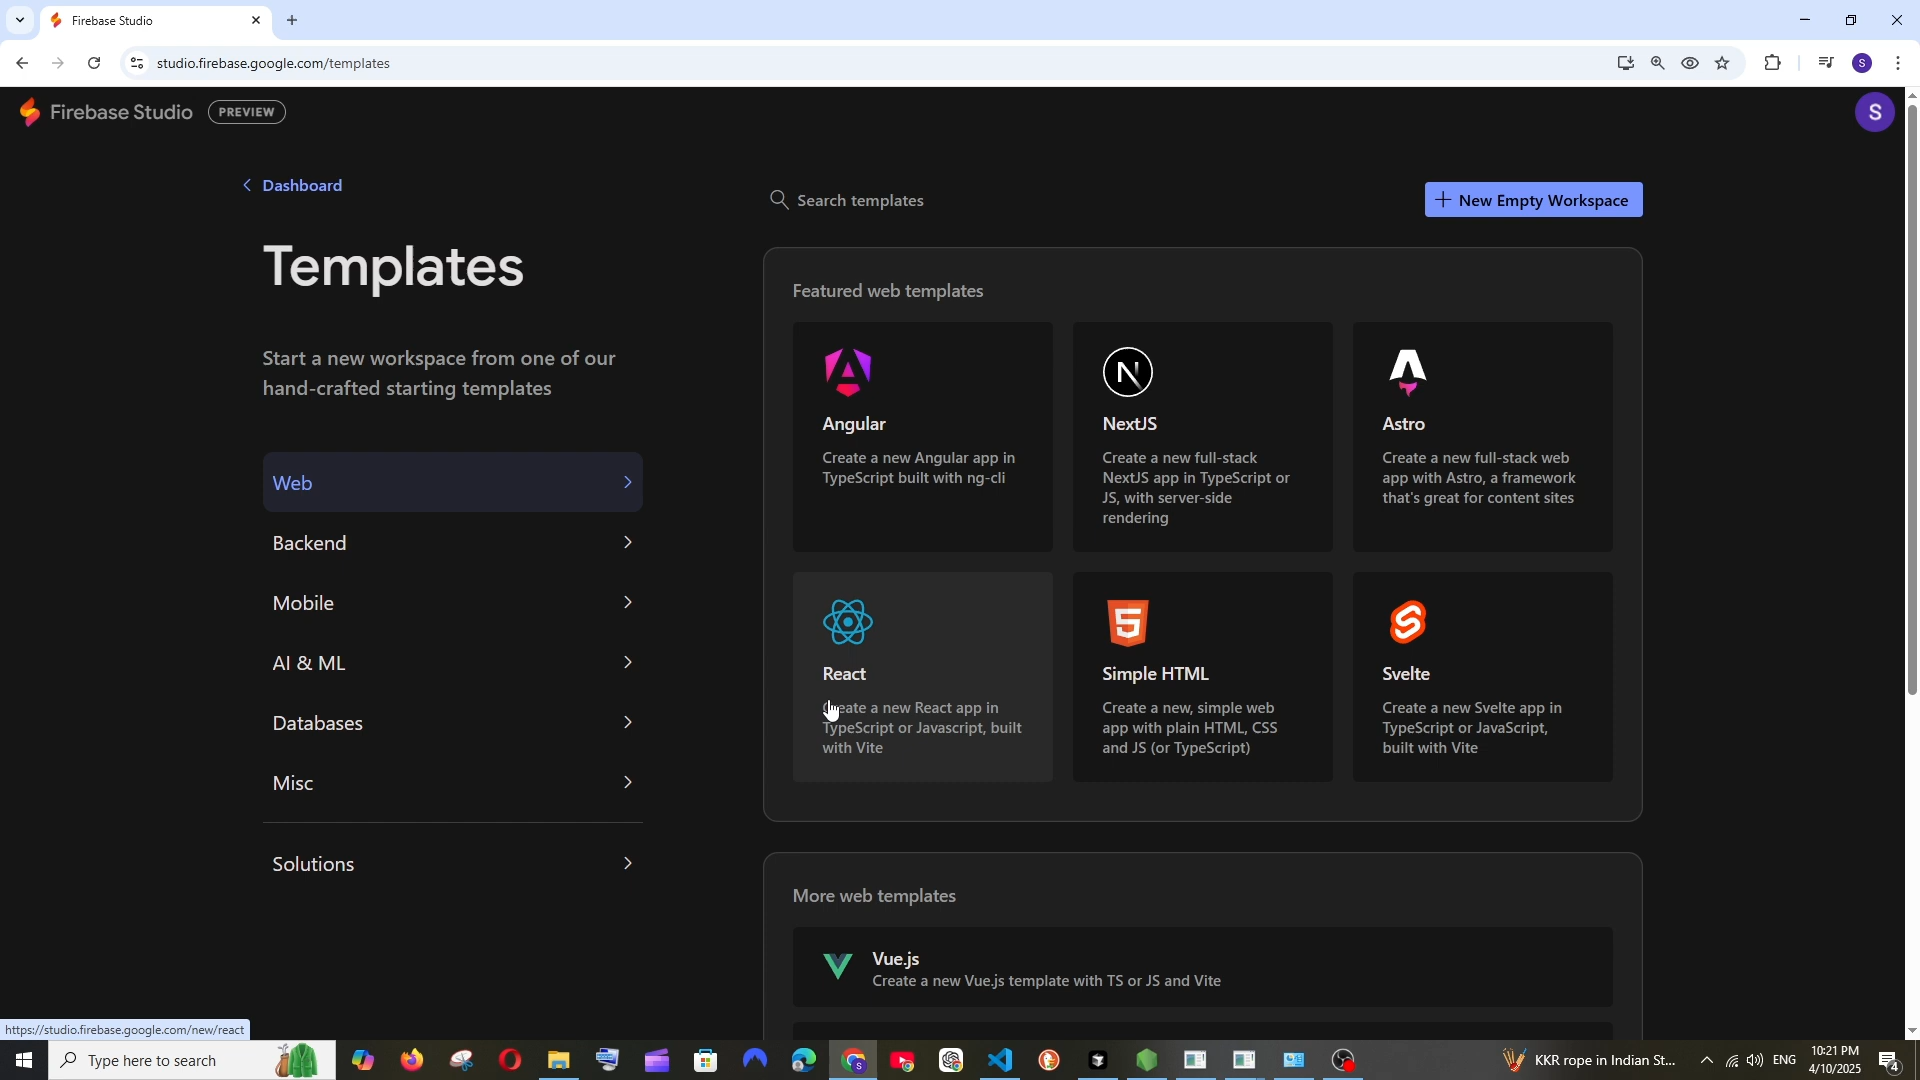 Firebase Studio
studio.firebase.google.com/templates
S
Firebase Studio PREVIEW
S
Dashboard
Templates
Start a new workspace from one of our
hand-crafted starting templates
Web
Backend
Mobile
AI & ML
Databases
Misc
Solutions
Search templates
New Empty Workspace
Featured web templates
Angular
Create a new Angular app in
TypeScript built with ng-cli
N
NextJS
Create a new full-stack
NextJS app in TypeScript or
JS, with server-side
rendering
Astro
Create a new full-stack web
app with Astro, a framework
that's great for content sites
React
Create a new React app in
TypeScript or Javascript, built
with Vite
5
Simple HTML
Create a new, simple web
app with plain HTML, CSS
and JS (or TypeScript)
Svelte
Create a new Svelte app in
TypeScript or JavaScript,
built with Vite
More web templates
Vue.js
Create a new Vue.js template with TS or JS and Vite
https://studio.firebase.google.com/new/react
Type here to search
KKR rope in Indian St...
ENG
10:21 PM
4/10/2025
4